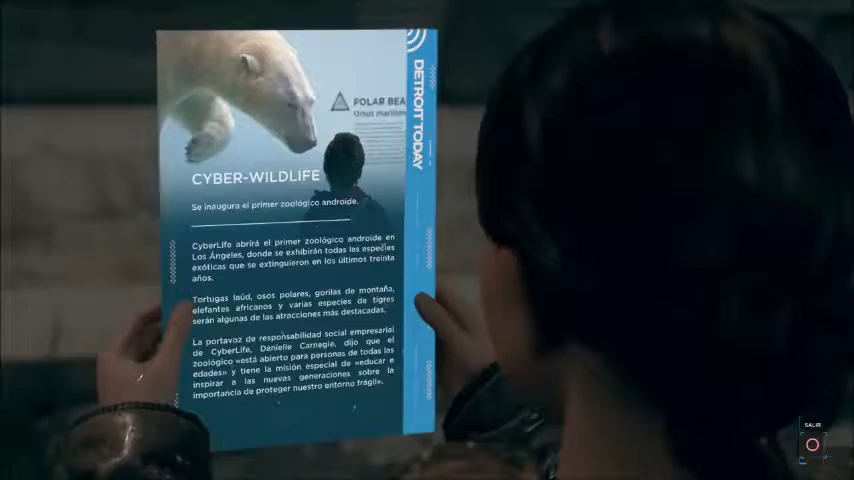 DETROIT TODAY
POLAR BEA
Ursus maritim
CYBER-WILDLIFE
Se inaugura el primer zoológico androide.
CyberLife abrirá el primer zoológico androide en
Los Ángeles, donde se exhibirán todas las especies
exóticas que se extinguieron en los últimos treinta
años.
Tortugas laúd, osos polares, gorilas de montaña,
elefantes africanos y varias especies de tigres
serán algunas de las atracciones más destacadas.
La portavoz de responsabilidad social empresarial
de CyberLife, Danielle Carnegie, dijo que el
zoológico «está abierto para personas de todas las
edades» y tiene la misión especial de «educar e
inspirar a las nuevas generaciones sobre la
importancia de proteger nuestro entorno frágil».
SALIR